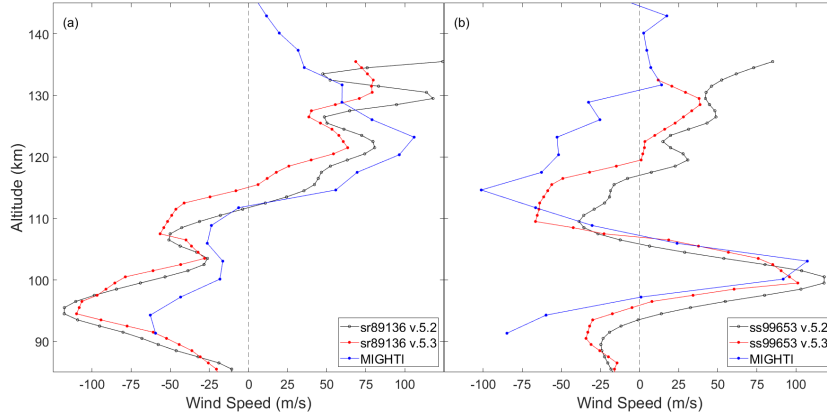 (a)
(b)
140
130
120
110
100
90
Altitude (km)
sr89136 v.5.2
sr89136 v.5.3
MIGHTI
ss99653 v.5.2
ss99653 v.5.3
MIGHTI
-100 -75 -50 -25 0 25 50 75 100
-100 -75 -50 -25 0 25 50 75 100
Wind Speed (m/s)
Wind Speed (m/s)